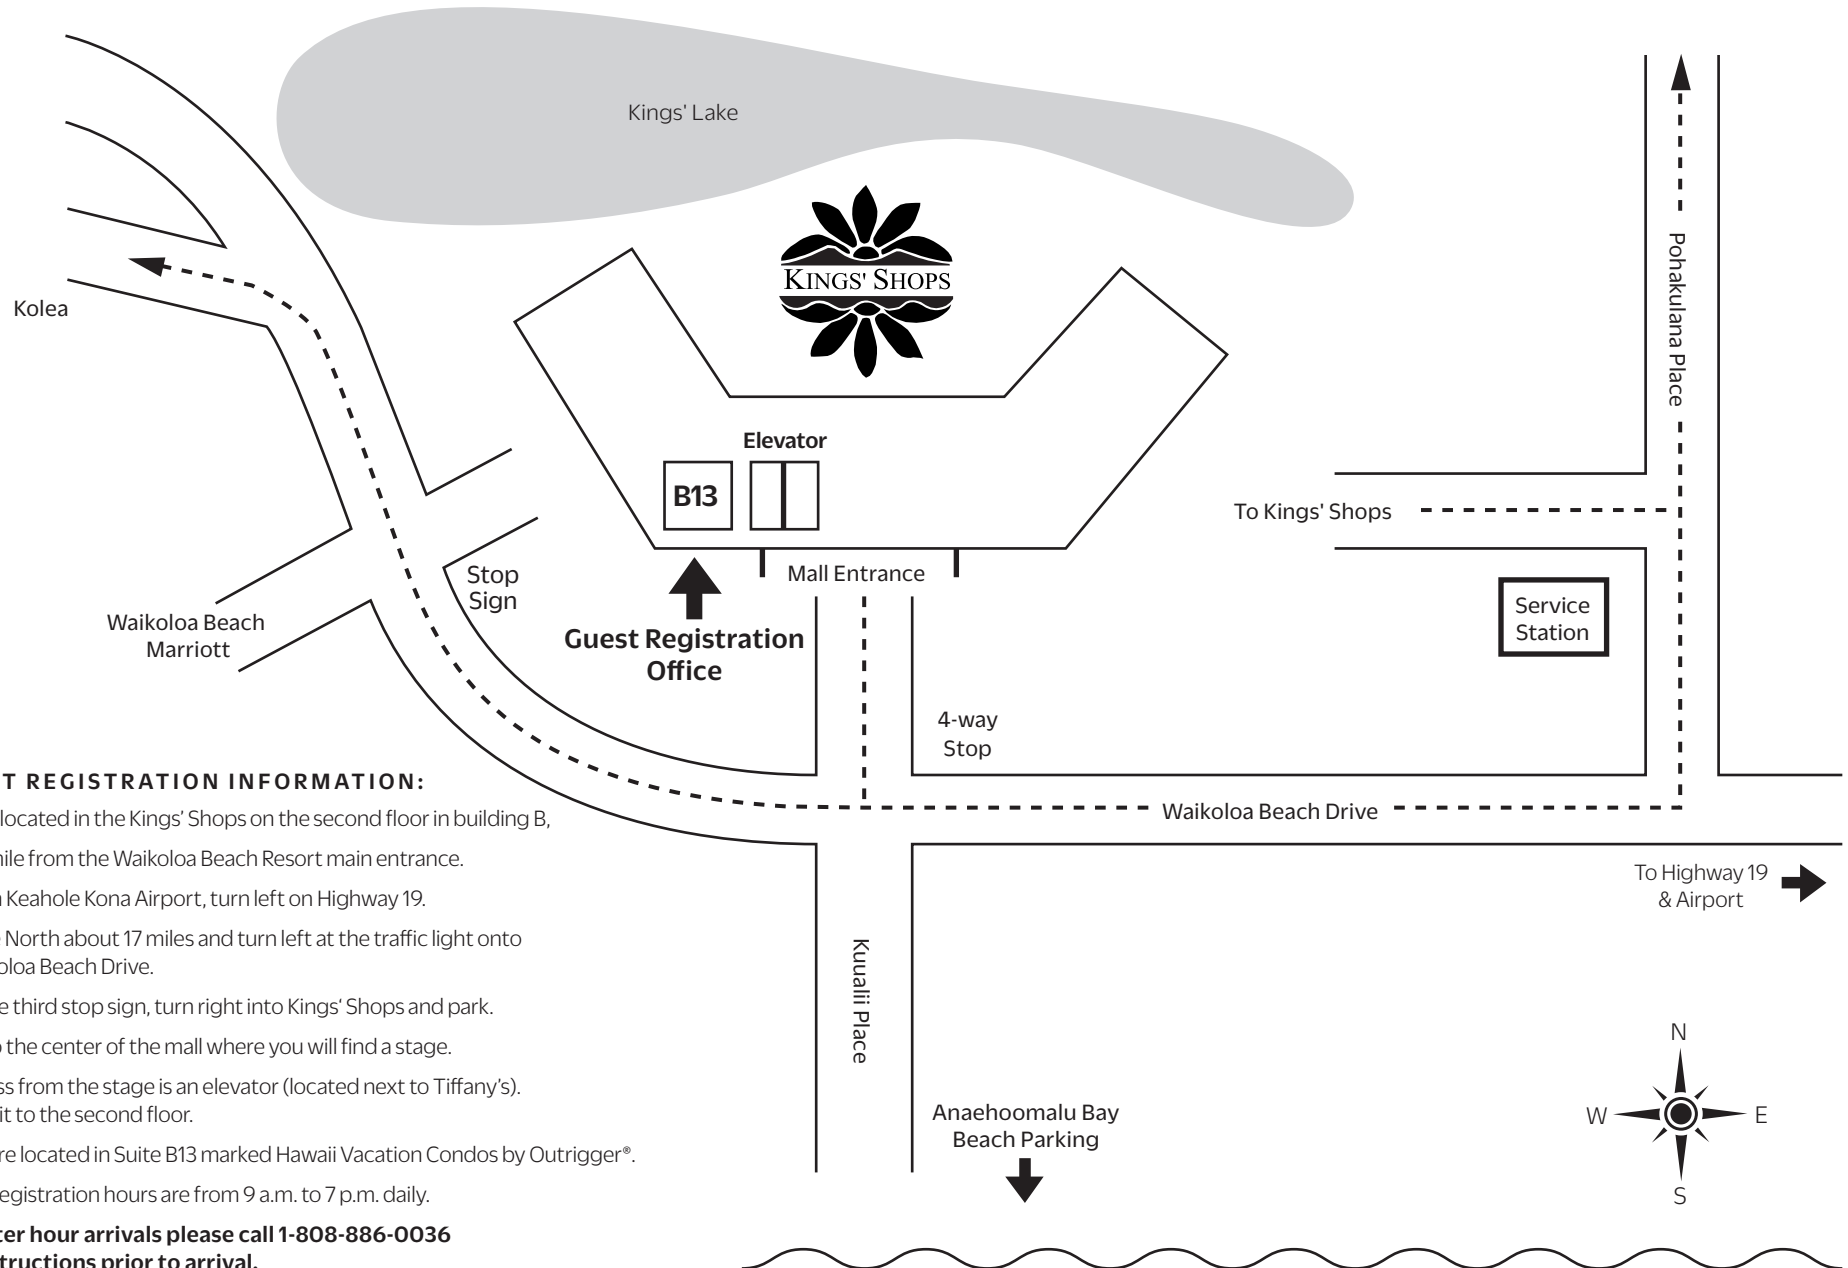 Kings' Lake
KINGS' SHOPS
Kolea
Pohakulana Place
Elevator
B13
To Kings' Shops
Stop
Sign
Mall Entrance
Service
Station
Waikoloa Beach
Marriott
Guest Registration
Office
4-way
Stop
Waikoloa Beach Drive
To Highway 19
& Airport
Kuualii Place
Anaehoomalu Bay
Beach Parking
N
W
E
S
T REGISTRATION INFORMATION:
located in the Kings' Shops on the second floor in building B,
from the Waikoloa Beach Resort main entrance.
Keahole Kona Airport, turn left on Highway 19.
North about 17 miles and turn left at the traffic light onto
Beach Drive.
third stop sign, turn right into Kings' Shops and park.
the center of the mall where you will find a stage.
from the stage is an elevator (located next to Tiffany's).
it to the second floor.
located in Suite B13 marked Hawaii Vacation Condos by Outrigger®.
registration hours are from 9 a.m. to 7 p.m. daily.
hour arrivals please call 1-808-886-0036
prior to arrival.